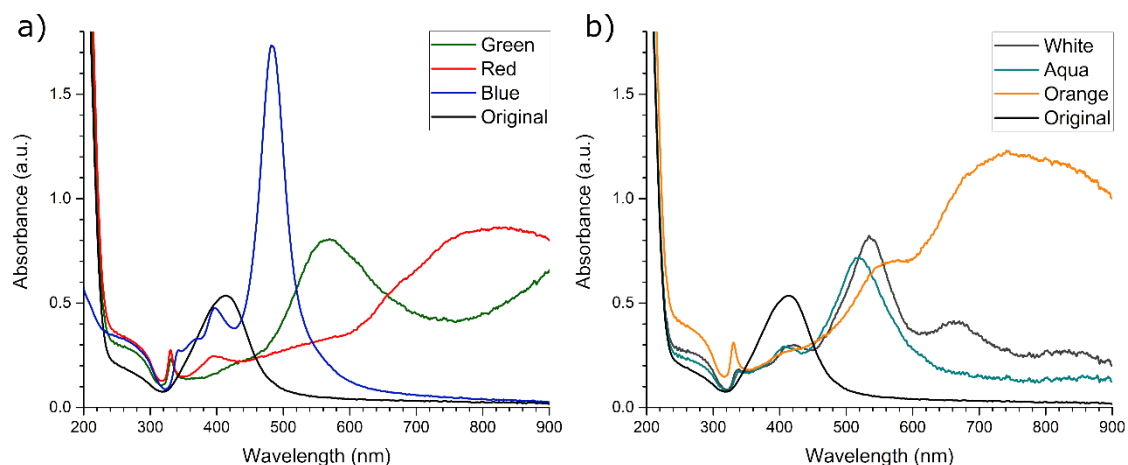 a)
Green
Red
Blue
Original
Absorbance (a.u.)
1.5
1.0
0.5
0.0
200 300 400 500 600 700 800 900
Wavelength (nm)
b)
White
Aqua
Orange
Original
Absorbance (a.u.)
1.5
1.0
0.5
0.0
200 300 400 500 600 700 800 900
Wavelength (nm)